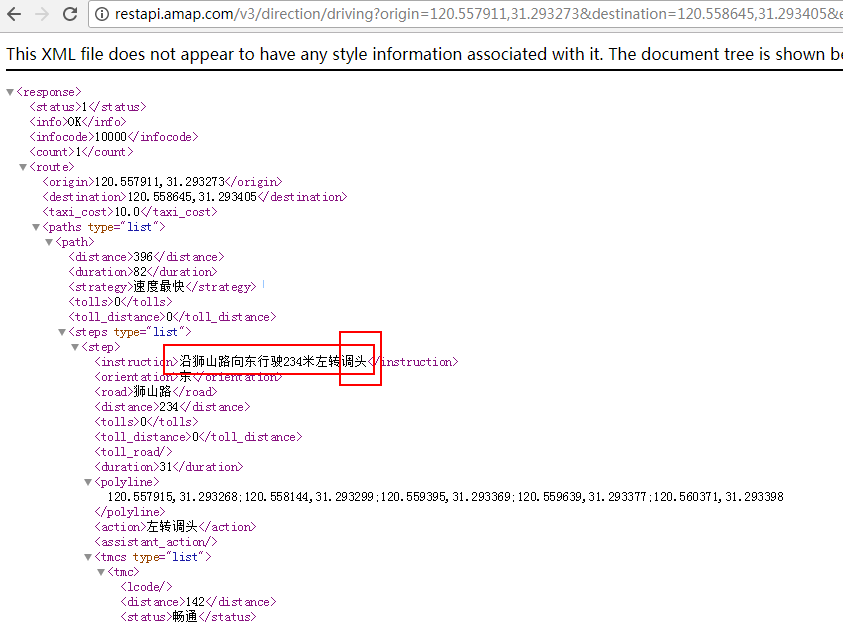 restapi.amap.com/v3/direction/driving?origin=120.557911,31.293273&destination=120.558645,31.293405&
This XML file does not appear to have any style information associated with it. The document tree is shown
<response>
<status>1</status>
<info>OK</info>
<infocode>10000</infocode>
<count>1</count>
<route>
<origin>120.557911,31.293273</origin>
<destination>120.558645,31.293405</destination>
<taxi_cost>10.0</taxi_cost>
<paths type="list">
<path>
<distance>396</distance>
<duration>82</duration>
<strategy>速度最快</strategy>
<tolls>0</tolls>
<toll_distance>0</toll_distance>
<steps type="list">
<step>
<instruction>沿狮山路向东行驶234米左转调头</instruction>
<orientation>东</orientation>
<road>狮山路</road>
<distance>234</distance>
<tolls>0</tolls>
<toll_distance>0</toll_distance>
<toll_road/>
<duration>31</duration>
<polyline>
120.557915,31.293268;120.558144,31.293299;120.559395,31.293369;120.559639,31.293377;120.560371,31.293398
</polyline>
<action>左转调头</action>
<assistant_action/>
<tmcs type="list">
<tmc>
<lcode/>
<distance>142</distance>
<status>畅通</status>